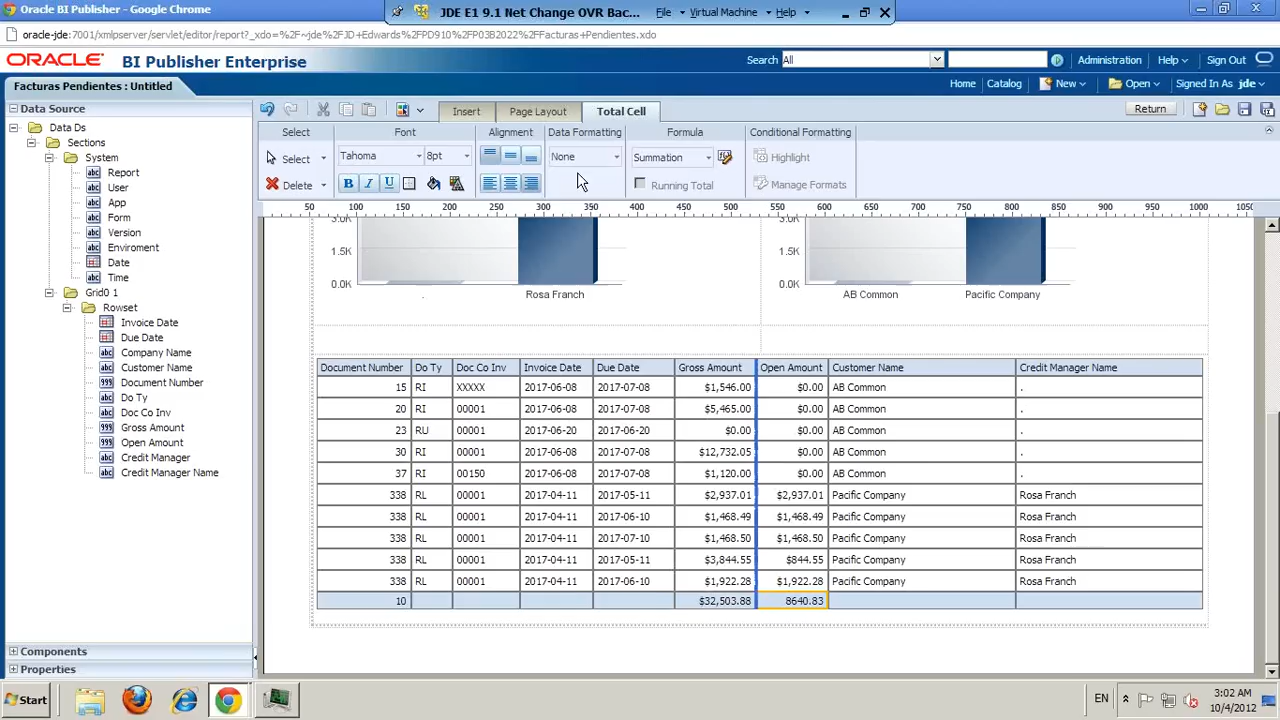 Oracle BI Publisher - Google Chrome
JDE E1 9.1 Net Change OVR Bac... File Virtual Machine Help
oracle-jde:7001/xmlpserver/servlet/editor/report?_xdo=%2F~jde%2FJD+Edwards%2FPD910%2FP03B2022%2FFacturas+Pendientes.xdo
ORACLE BI Publisher Enterprise Search All Administration Help Sign Out
Facturas Pendientes : Untitled Home Catalog New Open Signed In As jde
Data Source Insert Page Layout Total Cell Return
Data Ds Select Font Alignment Data Formatting Formula Conditional Formatting
Sections
System Select Tahoma 8pt None Summation Highlight
Report
User Delete B I U Running Total Manage Formats
App 50 100 150 200 250 300 350 400 450 500 550 600 650 700 750 800 850 900 950 1000 1050
Form 3.0K 3.0K
Version
Enviroment 1.5K 1.5K
Date
Time 0.0K 0.0K
Grid0 1 . Rosa Franch AB Common Pacific Company
Rowset
Invoice Date
Due Date
Company Name
Customer Name
Document Number
Do Ty
Doc Co Inv
Gross Amount
Open Amount
Credit Manager
Credit Manager Name
Document Number Do Ty Doc Co Inv Invoice Date Due Date Gross Amount Open Amount Customer Name Credit Manager Name
15 RI XXXXX 2017-06-08 2017-07-08 $1,546.00 $0.00 AB Common .
20 RI 00001 2017-06-08 2017-07-08 $5,465.00 $0.00 AB Common .
23 RU 00001 2017-06-20 2017-06-20 $0.00 $0.00 AB Common .
30 RI 00001 2017-06-08 2017-07-08 $12,732.05 $0.00 AB Common .
37 RI 00150 2017-06-08 2017-07-08 $1,120.00 $0.00 AB Common .
338 RL 00001 2017-04-11 2017-05-11 $2,937.01 $2,937.01 Pacific Company Rosa Franch
338 RL 00001 2017-04-11 2017-06-10 $1,468.49 $1,468.49 Pacific Company Rosa Franch
338 RL 00001 2017-04-11 2017-07-10 $1,468.50 $1,468.50 Pacific Company Rosa Franch
338 RL 00001 2017-04-11 2017-05-11 $3,844.55 $844.55 Pacific Company Rosa Franch
338 RL 00001 2017-04-11 2017-06-10 $1,922.28 $1,922.28 Pacific Company Rosa Franch
10 $32,503.88 8640.83
Components
Properties
Start EN 3:02 AM
10/4/2012